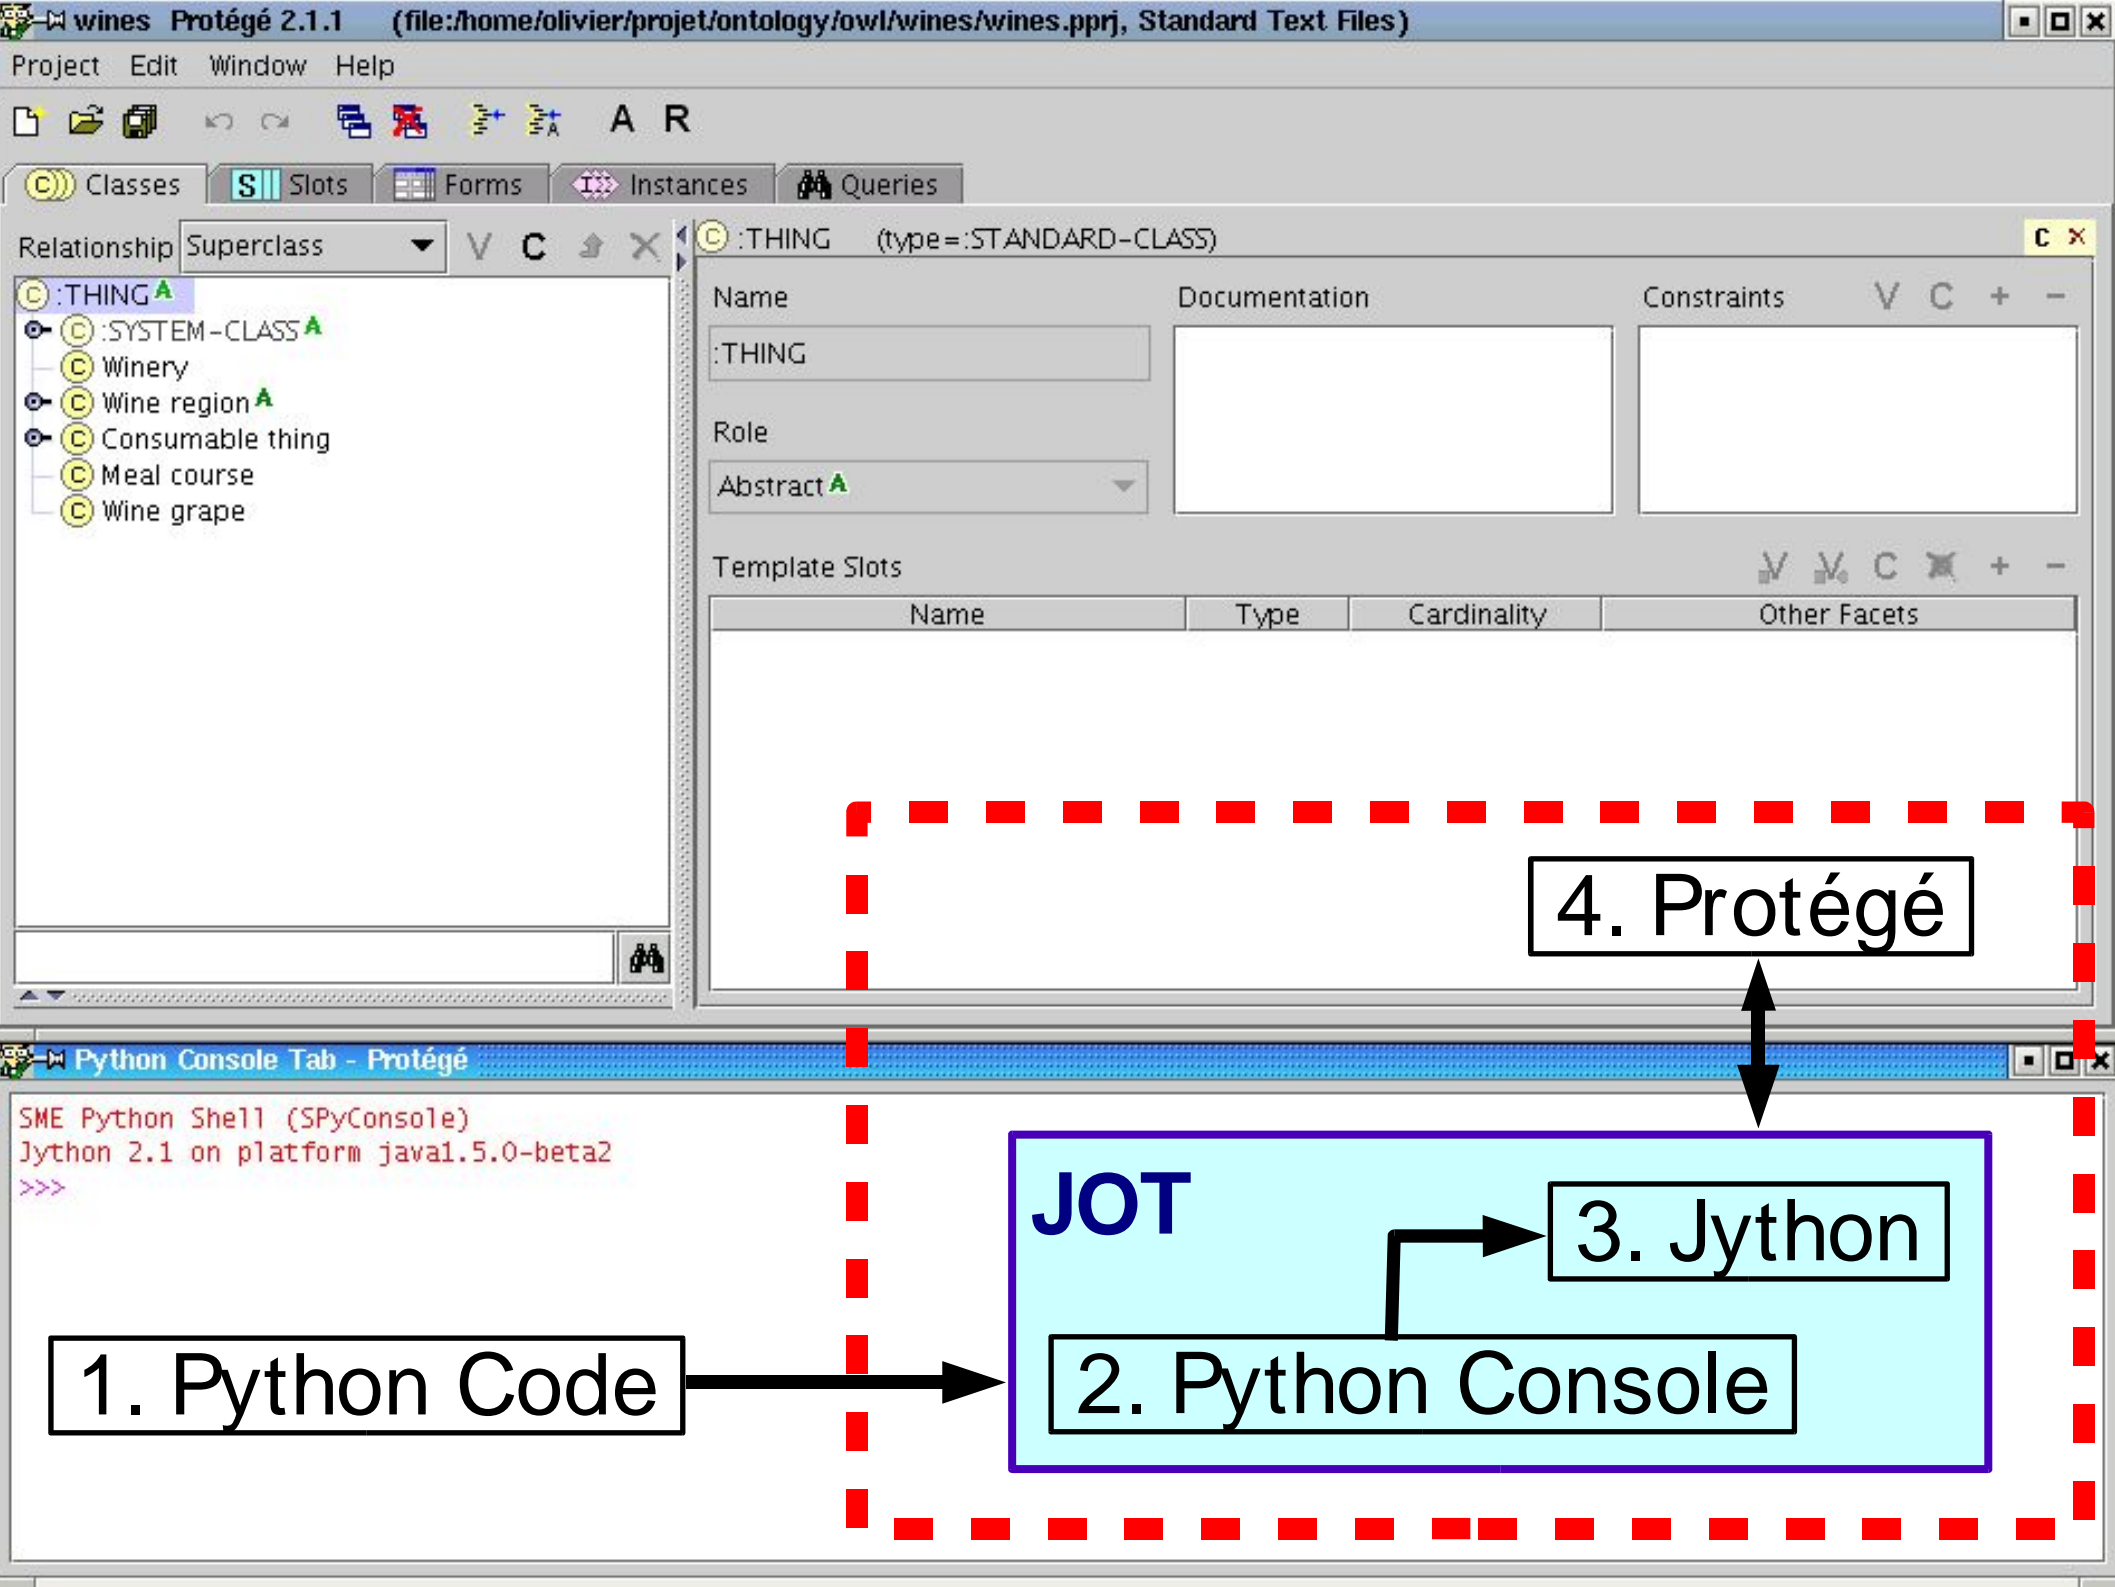 wines Protégé 2.1.1 (file:/home/olivier/projet/ontology/owl/wines/wines.pprj, Standard Text Files)
Project Edit Window Help
A R
Classes Slots Forms Instances Queries
Relationship Superclass V C
:THING (type=:STANDARD-CLASS) C ×
:THING A
:SYSTEM-CLASS A
Winery
Wine region A
Consumable thing
Meal course
Wine grape
Name Documentation Constraints V C + -
:THING
Role
Abstract A
Template Slots V V C + -
Name Type Cardinality Other Facets
4. Protégé
Python Console Tab - Protégé
SME Python Shell (SPyConsole)
Jython 2.1 on platform java1.5.0-beta2
>>>
JOT
3. Jython
1. Python Code
2. Python Console